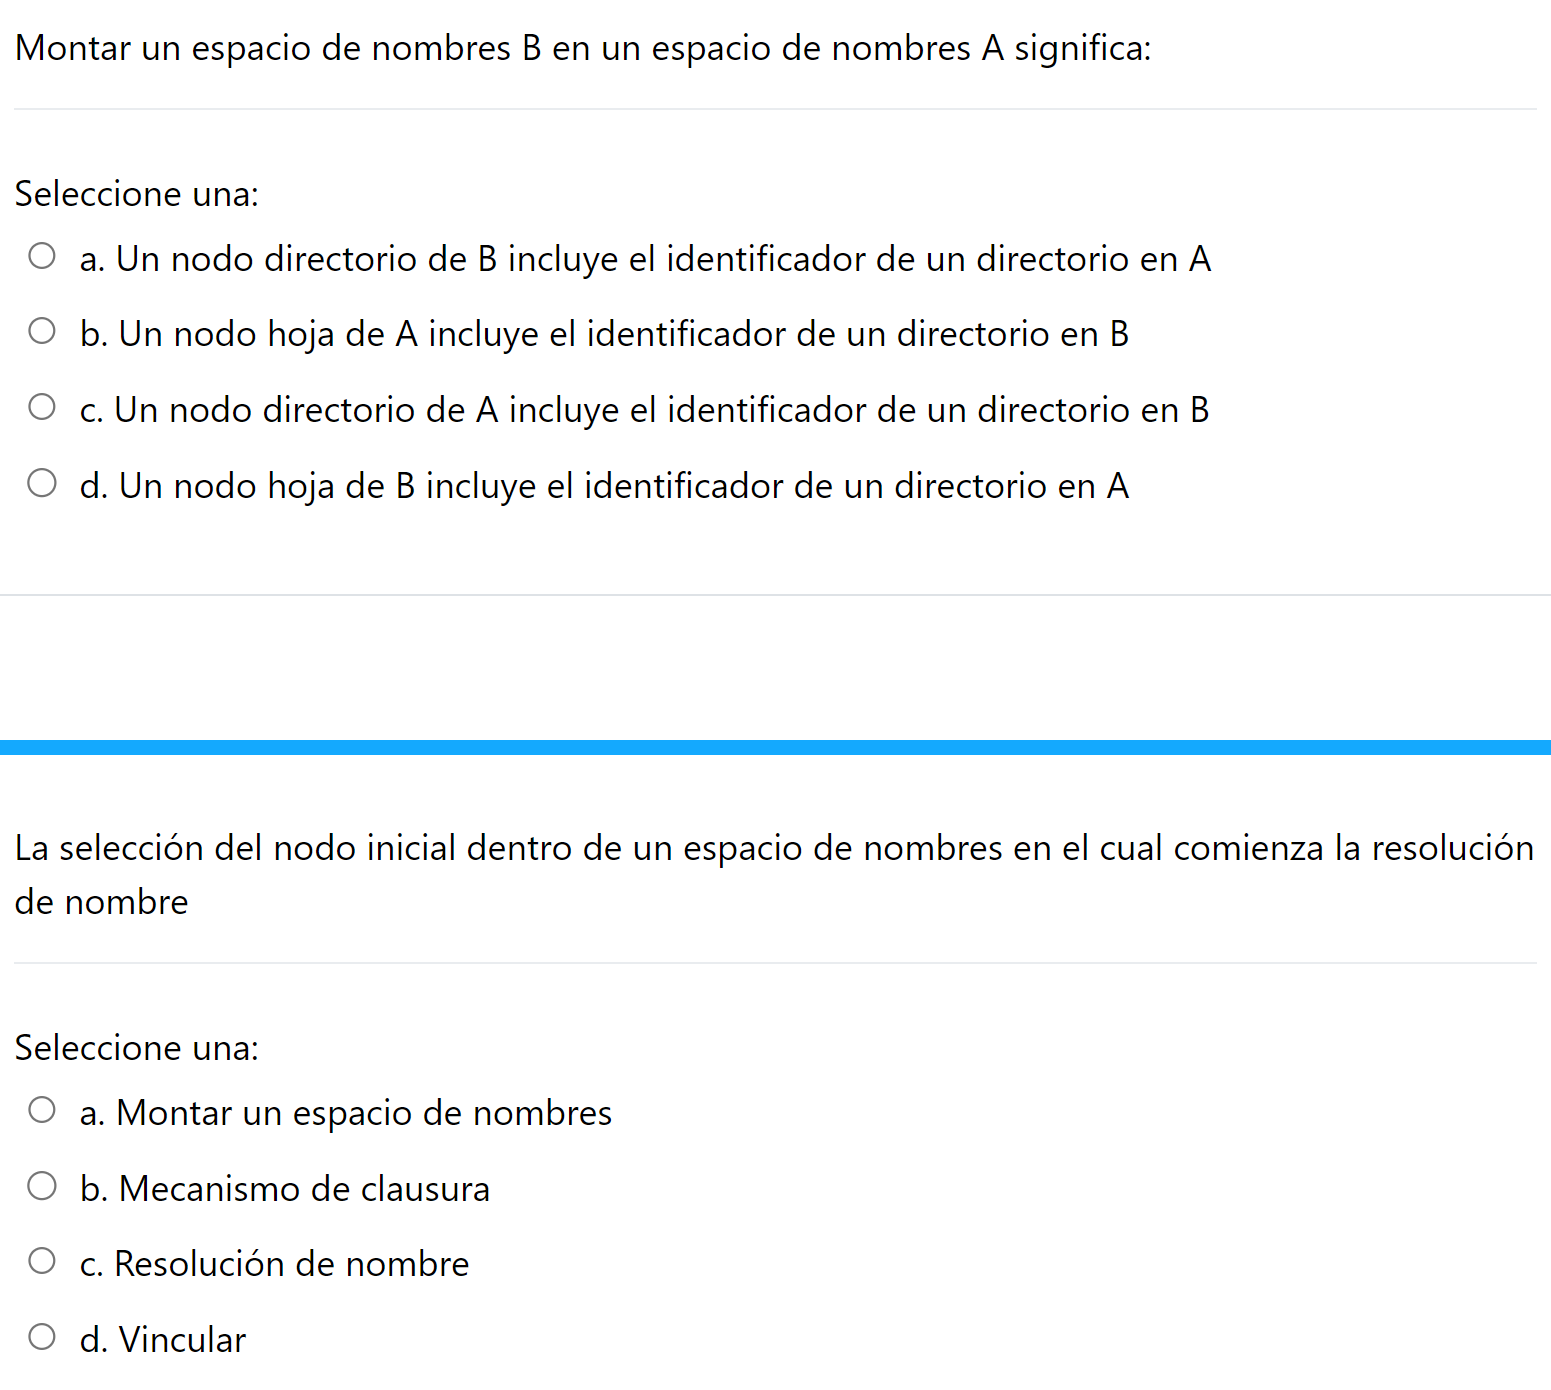 Montar un espacio de nombres B en un espacio de nombres A significa:
Seleccione una:
a. Un nodo directorio de B incluye el identificador de un directorio en A
b. Un nodo hoja de A incluye el identificador de un directorio en B
c. Un nodo directorio de A incluye el identificador de un directorio en B
d. Un nodo hoja de B incluye el identificador de un directorio en A
La selección del nodo inicial dentro de un espacio de nombres en el cual comienza la resolución
de nombre
Seleccione una:
a. Montar un espacio de nombres
b. Mecanismo de clausura
c. Resolución de nombre
d. Vincular